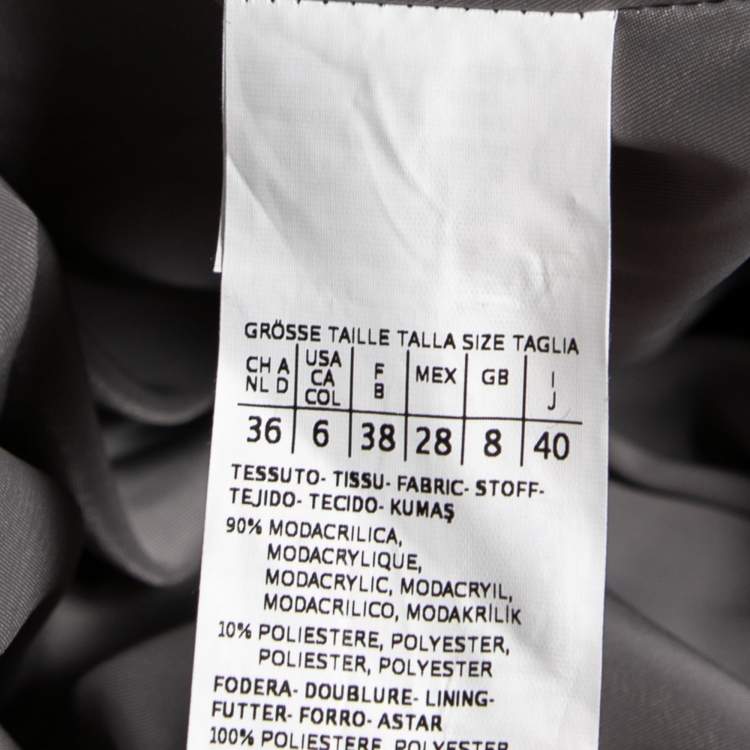 GRÖSSE TAILLE TALLA SIZE TAGLIA
CH A NL D | USA CA COL | F B | MEX | GB | I J
36 | 6 | 38 | 28 | 8 | 40
TESSUTO- TISSU- FABRIC- STOFF-
TEJIDO- TECIDO- KUMAŞ
90% MODACRILICA,
MODACRYLIQUE,
MODACRYLIC, MODACRYIL,
MODACRILICO, MODAKRİLİK
10% POLIESTERE, POLYESTER,
POLIESTER, POLYESTER
FODERA- DOUBLURE- LINING-
FUTTER- FORRO- ASTAR
100% POLIESTERE, POLYESTER